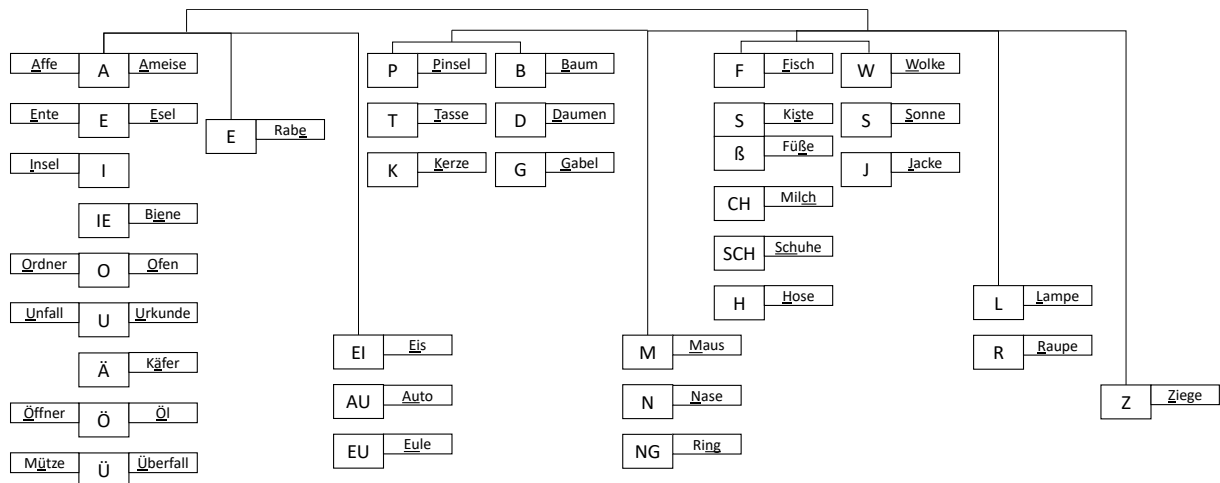 Affe A Ameise P Pinsel B Baum F Fisch W Wolke
Ente E Esel T Tasse D Daumen S Kiste S Sonne
E Rabe
ß Füße
Insel I K Kerze G Gabel J Jacke
IE Biene CH Milch
Ordner O Ofen SCH Schuhe
Unfall U Urkunde H Hose L Lampe
Ä Käfer EI Eis M Maus R Raupe
Öffner Ö Öl AU Auto N Nase Z Ziege
Mütze Ü Überfall EU Eule NG Ring